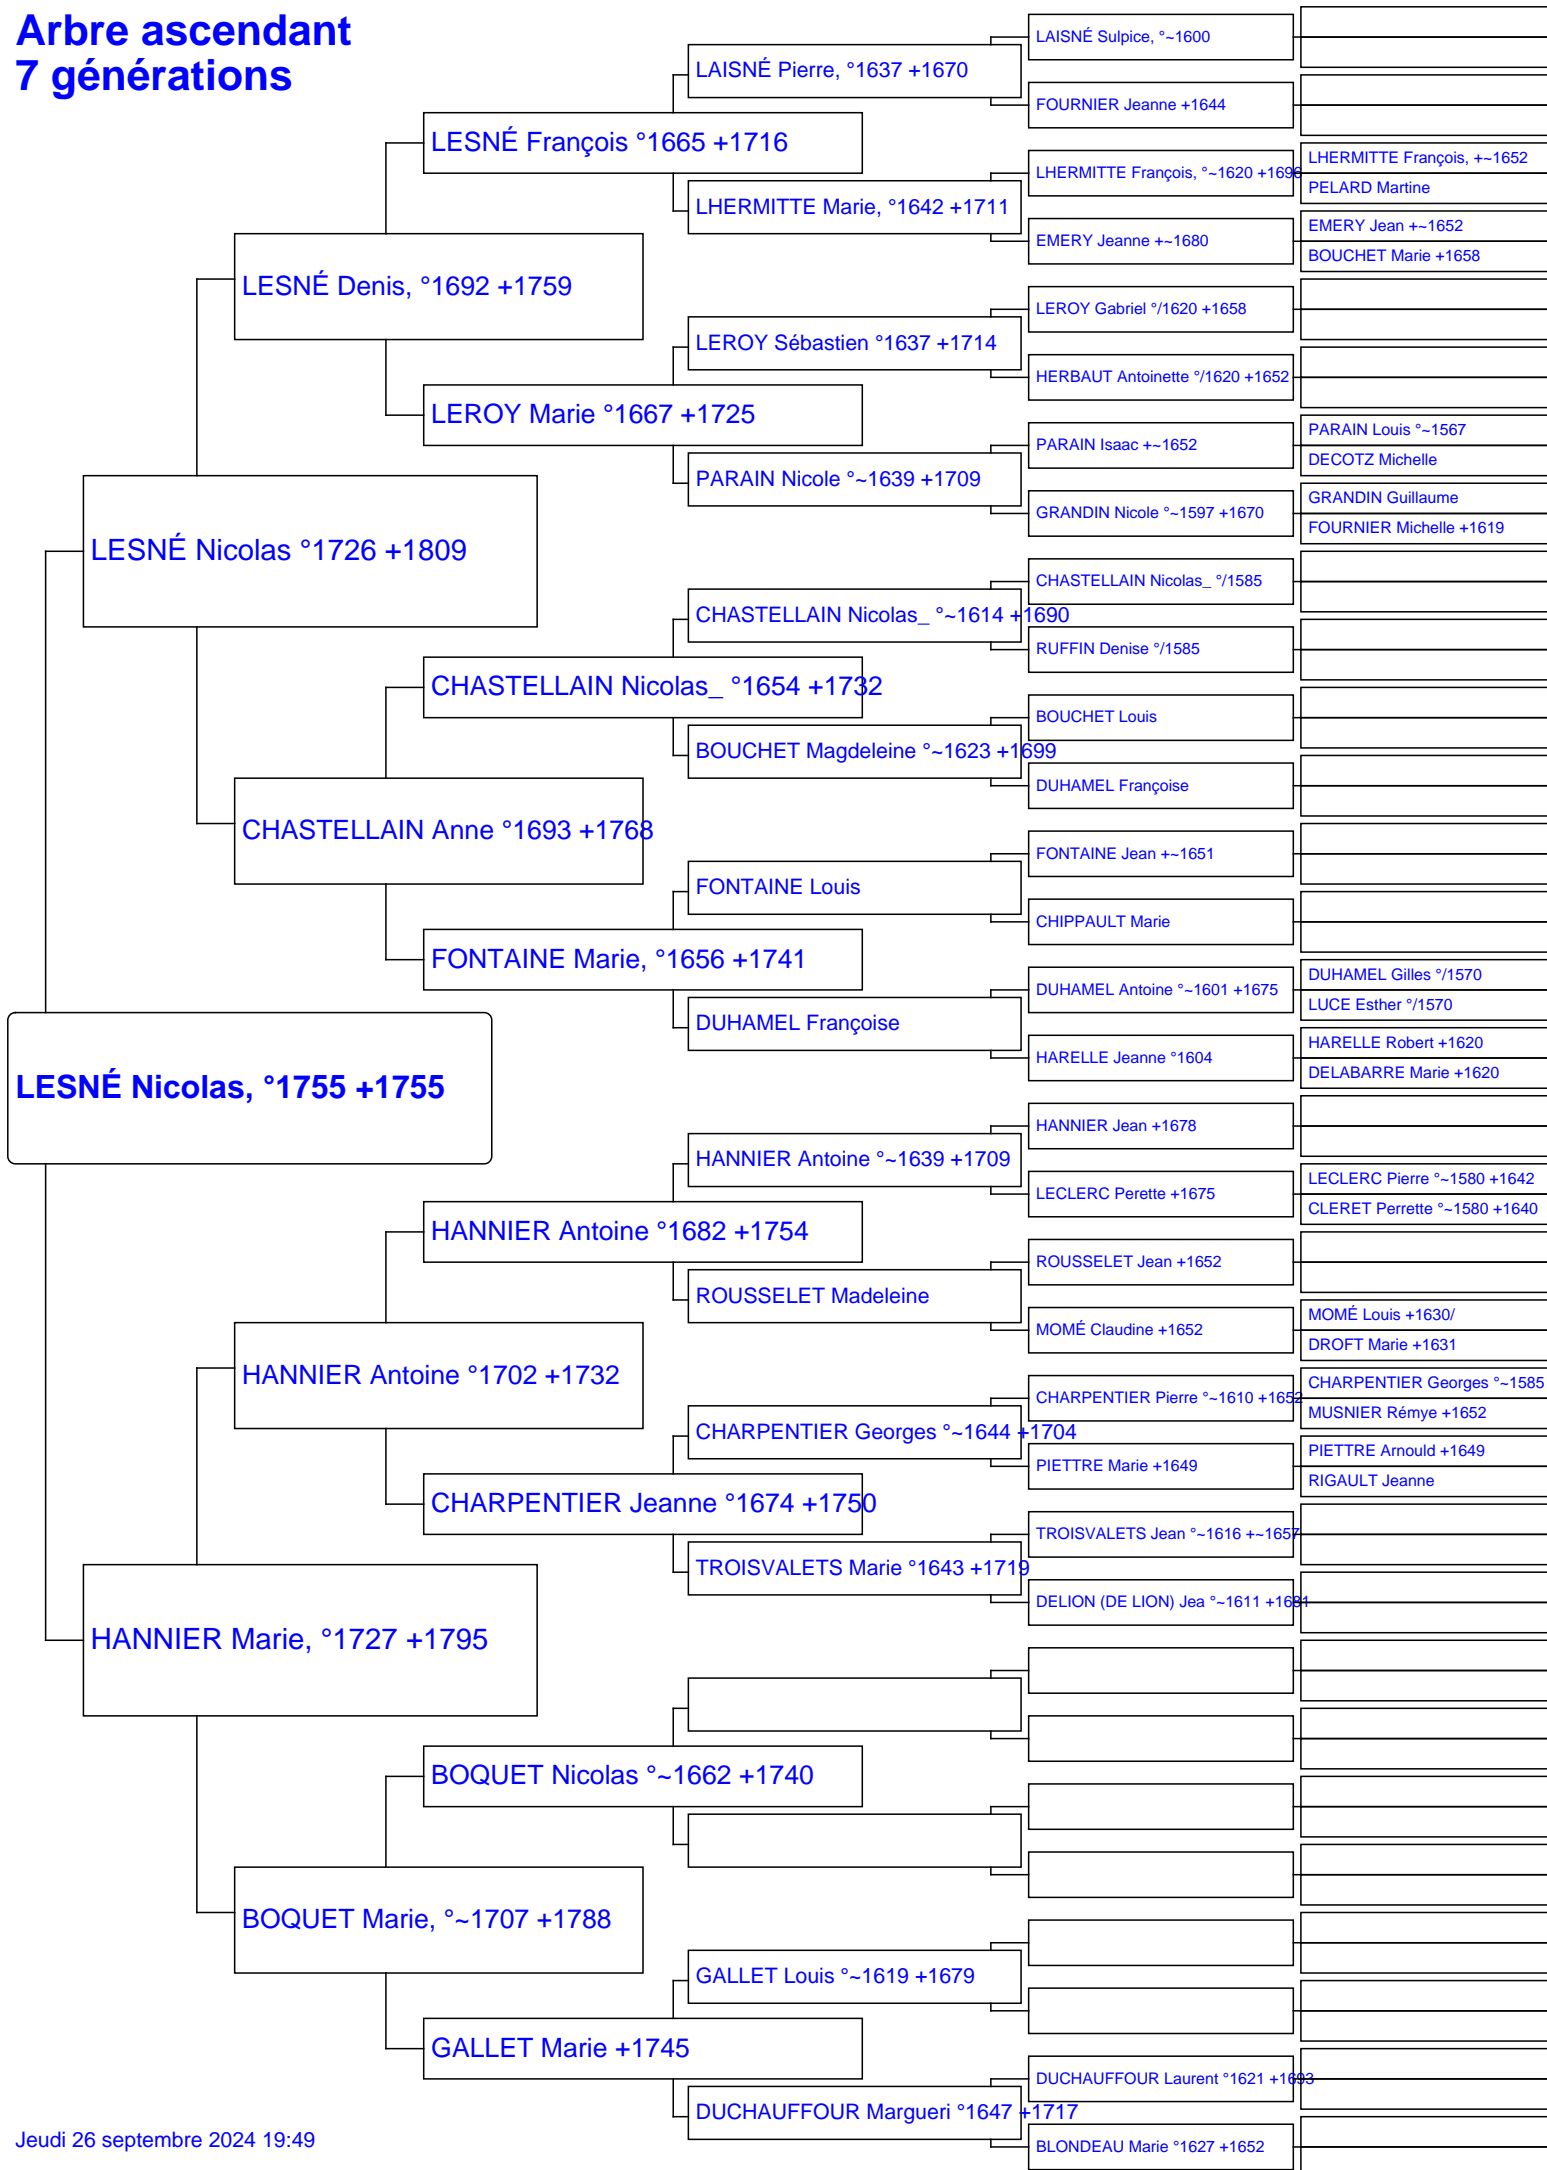 Arbre ascendant
7 générations
LAISNÉ Sulpice, °~1600
LAISNÉ Pierre, °1637 +1670
FOURNIER Jeanne +1644
LESNÉ François °1665 +1716
LHERMITTE François, +~1652
LHERMITTE François, °~1620 +1696
PELARD Martine
LHERMITTE Marie, °1642 +1711
EMERY Jean +~1652
EMERY Jeanne +~1680
BOUCHET Marie +1658
LESNÉ Denis, °1692 +1759
LEROY Gabriel °/1620 +1658
LEROY Sébastien °1637 +1714
HERBAUT Antoinette °/1620 +1652
LEROY Marie °1667 +1725
PARAIN Louis °~1567
PARAIN Isaac +~1652
DECOTZ Michelle
PARAIN Nicole °~1639 +1709
GRANDIN Guillaume
GRANDIN Nicole °~1597 +1670
FOURNIER Michelle +1619
LESNÉ Nicolas °1726 +1809
CHASTELLAIN Nicolas_ °/1585
CHASTELLAIN Nicolas_ °~1614 +1690
RUFFIN Denise °/1585
CHASTELLAIN Nicolas_ °1654 +1732
BOUCHET Louis
BOUCHET Magdeleine °~1623 +1699
DUHAMEL Françoise
CHASTELLAIN Anne °1693 +1768
FONTAINE Jean +~1651
FONTAINE Louis
CHIPPAULT Marie
FONTAINE Marie, °1656 +1741
DUHAMEL Gilles °/1570
DUHAMEL Antoine °~1601 +1675
LUCE Esther °/1570
DUHAMEL Françoise
HARELLE Robert +1620
HARELLE Jeanne °1604
DELABARRE Marie +1620
LESNÉ Nicolas, °1755 +1755
HANNIER Jean +1678
HANNIER Antoine °~1639 +1709
LECLERC Pierre °~1580 +1642
LECLERC Perette +1675
CLERET Perrette °~1580 +1640
HANNIER Antoine °1682 +1754
ROUSSELET Jean +1652
ROUSSELET Madeleine
MOMÉ Louis +1630/
MOMÉ Claudine +1652
DROFT Marie +1631
HANNIER Antoine °1702 +1732
CHARPENTIER Georges °~1585
CHARPENTIER Pierre °~1610 +1652
MUSNIER Rémye +1652
CHARPENTIER Georges °~1644 +1704
PIETTRE Arnould +1649
PIETTRE Marie +1649
RIGAULT Jeanne
CHARPENTIER Jeanne °1674 +1750
TROISVALETS Jean °~1616 +~1657
TROISVALETS Marie °1643 +1719
DELION (DE LION) Jea °~1611 +1681
HANNIER Marie, °1727 +1795
BOQUET Nicolas °~1662 +1740
BOQUET Marie, °~1707 +1788
GALLET Louis °~1619 +1679
GALLET Marie +1745
DUCHAUFFOUR Laurent °1621 +1693
DUCHAUFFOUR Margueri °1647 +1717
BLONDEAU Marie °1627 +1652
Jeudi 26 septembre 2024 19:49